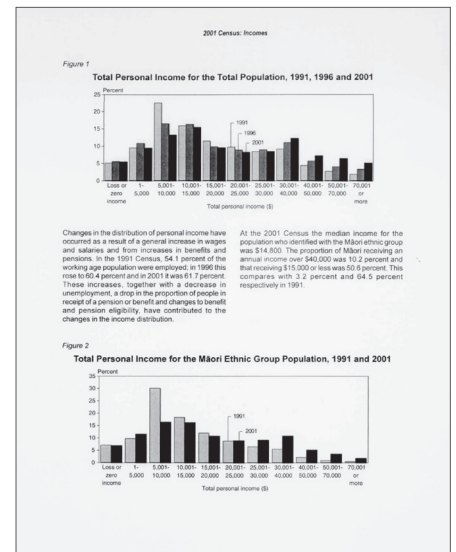 2001 Census: Incomes
Figure 1
Total Personal Income for the Total Population, 1991, 1996 and 2001
Percent
25
20
15
10
5
0
1991
1996
2001
Loss or 1- 5,001- 10,001- 15,001- 20,001- 25,001- 30,001- 40,001- 50,001- 70,001
zero 5,000 10,000 15,000 20,000 25,000 30,000 40,000 50,000 70,000 or
income more
Total personal income ($)
Changes in the distribution of personal income have
occurred as a result of a general increase in wages
and salaries and from increases in benefits and
pensions. In the 1991 Census, 54.1 percent of the
working age population were employed; in 1996 this
rose to 60.4 percent and in 2001 it was 61.7 percent.
These increases, together with a decrease in
unemployment, a drop in the proportion of people in
receipt of a pension or benefit and changes to benefit
and pension eligibility, have contributed to the
changes in the income distribution.
At the 2001 Census the median income for the
population who identified with the Māori ethnic group
was $14,800. The proportion of Māori receiving an
annual income over $40,000 was 10.2 percent and
that receiving $15,000 or less was 50.6 percent. This
compares with 3.2 percent and 64.5 percent
respectively in 1991.
Figure 2
Total Personal Income for the Māori Ethnic Group Population, 1991 and 2001
Percent
35
30
25
20
15
10
5
0
1991
2001
Loss or 1- 5,001- 10,001- 15,001- 20,001- 25,001- 30,001- 40,001- 50,001- 70,001
zero 5,000 10,000 15,000 20,000 25,000 30,000 40,000 50,000 70,000 or
income more
Total personal income ($)